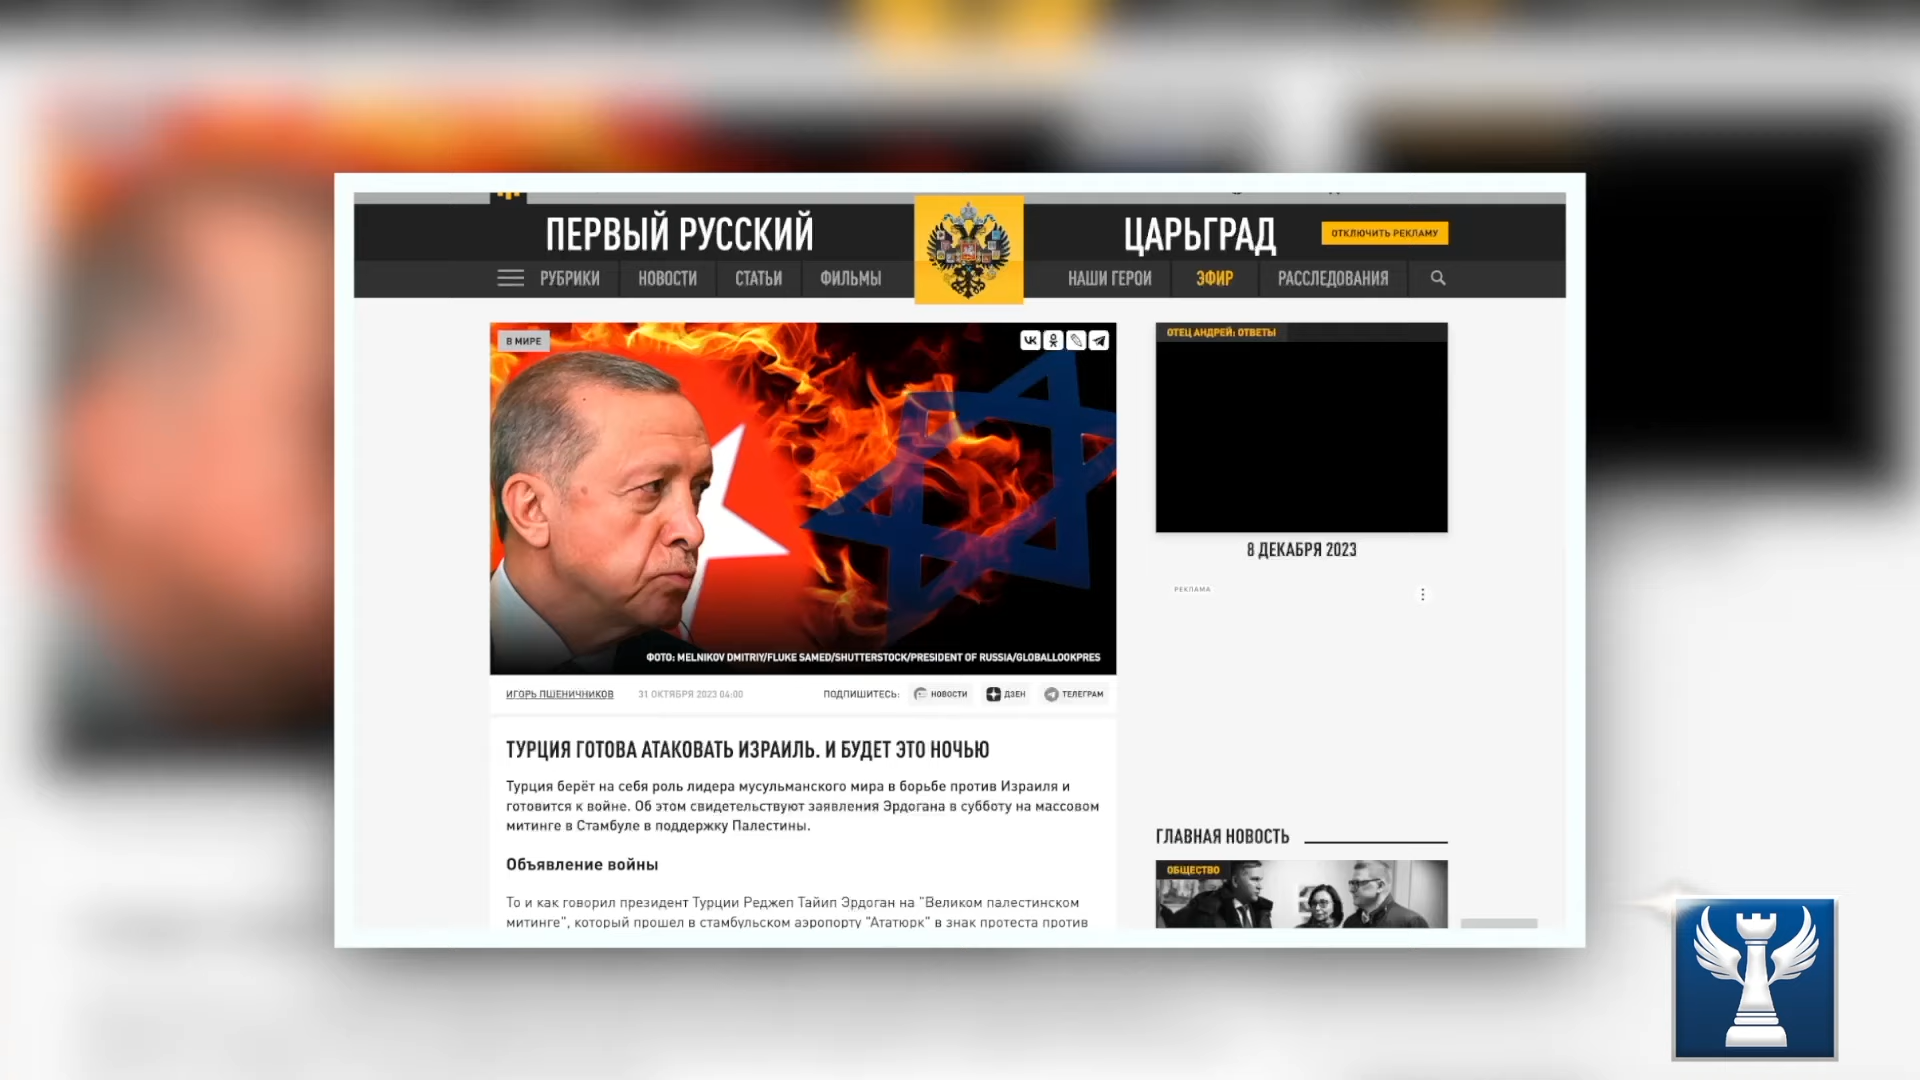 ПЕРВЫЙ РУССКИЙ
ЦАРЬГРАД
ОТКЛЮЧИТЬ РЕКЛАМУ
РУБРИКИ
НОВОСТИ
СТАТЬИ
ФИЛЬМЫ
НАШИ ГЕРОИ
ЭФИР
РАССЛЕДОВАНИЯ
В МИРЕ
ФОТО: MELNIKOV DMITRIY/FLUKE SAMED/SHUTTERSTOCK/PRESIDENT OF RUSSIA/GLOBALLOOKPRES
ИГОРЬ ПШЕНИЧНИКОВ
31 ОКТЯБРЯ 2023 04:00
ПОДПИШИТЕСЬ:
НОВОСТИ
ДЗЕН
ТЕЛЕГРАМ
ТУРЦИЯ ГОТОВА АТАКОВАТЬ ИЗРАИЛЬ. И БУДЕТ ЭТО НОЧЬЮ
Турция берёт на себя роль лидера мусульманского мира в борьбе против Израиля и
готовится к войне. Об этом свидетельствуют заявления Эрдогана в субботу на массовом
митинге в Стамбуле в поддержку Палестины.
Объявление войны
То и как говорил президент Турции Реджеп Тайип Эрдоган на "Великом палестинском
митинге", который прошел в стамбульском аэропорту "Ататюрк" в знак протеста против
ОТЕЦ АНДРЕЙ: ОТВЕТЫ
8 ДЕКАБРЯ 2023
РЕКЛАМА
ГЛАВНАЯ НОВОСТЬ
ОБЩЕСТВО